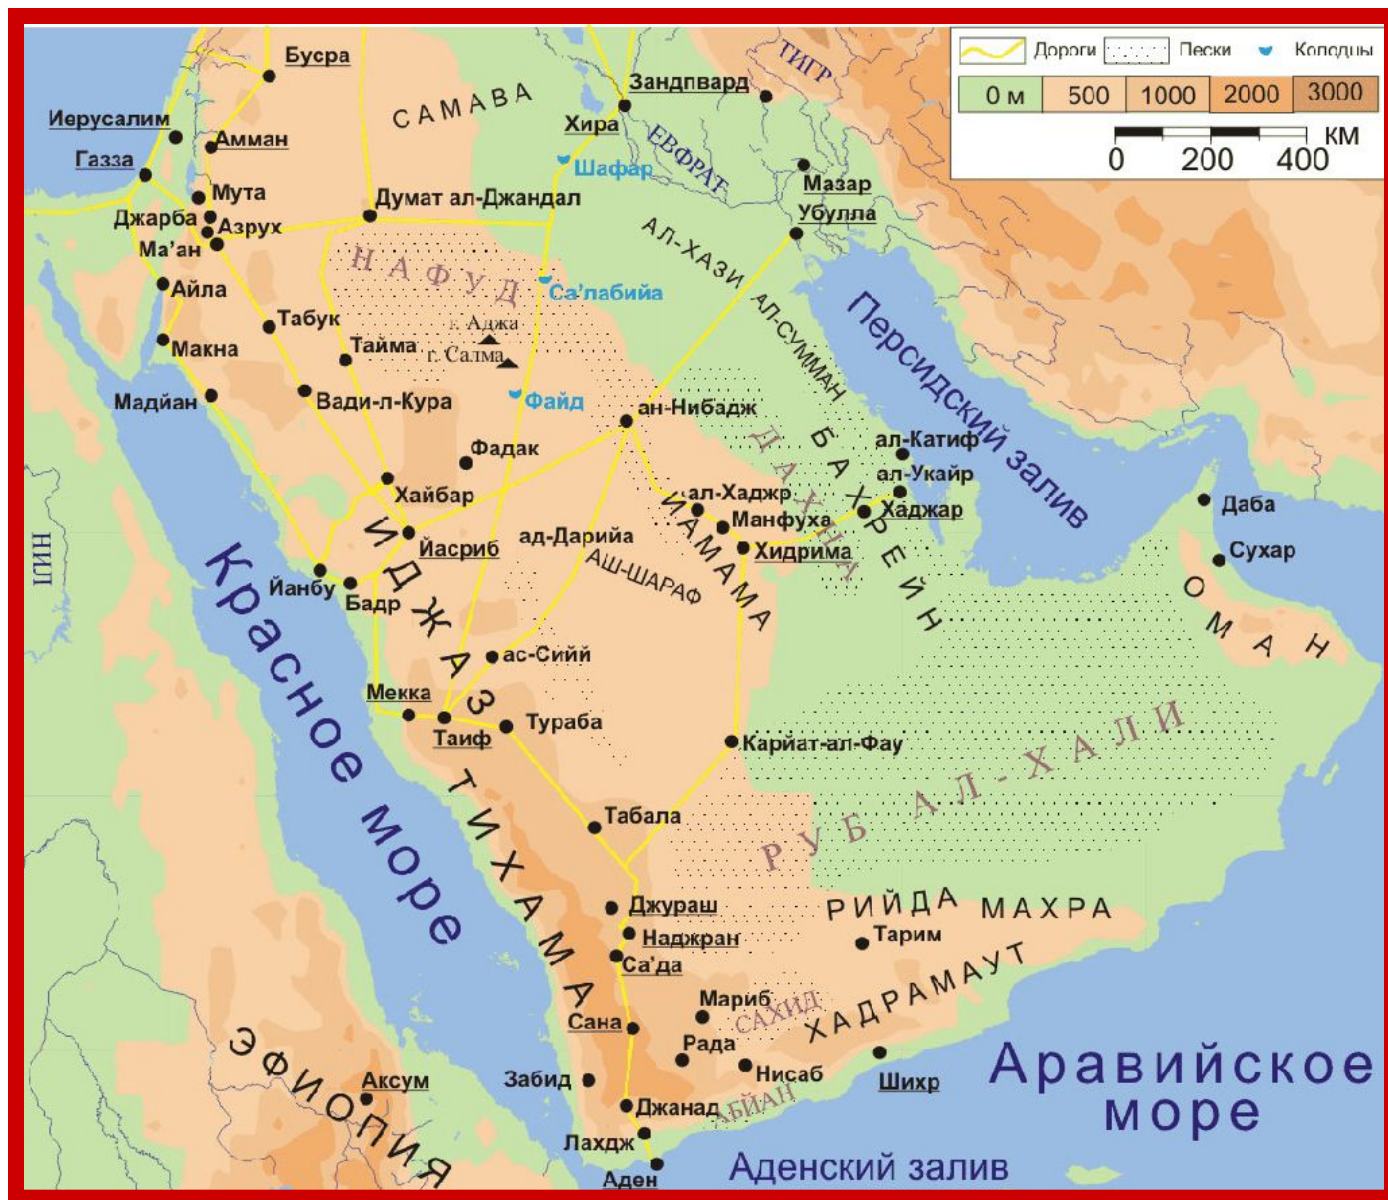 Дороги
Пески
Колодцы
0 м
500
1000
2000
3000
КМ
0
200
400
Бусра
САМАВА
Зандпвард
ТИГР
Иерусалим
Амман
Хира
ЕВФРАТ
Газза
Шафар
Мазар
Мута
Думат ал-Джандал
Убулла
Джарба
Азрух
Ма'ан
АЛ-ХАЗИ
НАФУД
Айла
Са'лабийа
АЛ-СУММАН
Персидский залив
Табук
г. Аджа
Макна
Тайма
г. Салма
Мадйан
Вади-л-Кура
Файд
ан-Нибадж
ДАХНА
БАХРЕЙН
ал-Катиф
Фадак
ал-Укайр
Хайбар
ал-Хаджр
Хаджар
Даба
ИАМАМА
Манфуха
НИЛ
ХИДЖАЗ
Йасриб
ад-Дарийа
Хидрима
Сухар
АШ-ШАРАФ
Йанбу
Бадр
ОМАН
Красное море
ас-Сийй
Мекка
Таиф
Тураба
Карйат-ал-Фау
РУБ АЛ-ХАЛИ
ТИХАМА
Табала
Джураш
РИЙДА
МАХРА
Наджран
Тарим
Са'да
ХАДРАМАУТ
Мариб
САХИД
Сана
ЭФИОПИЯ
Рада
Аравийское
море
Аксум
Забид
Нисаб
Шихр
Джанад
АБЙАН
Лахдж
Аденский залив
Аден